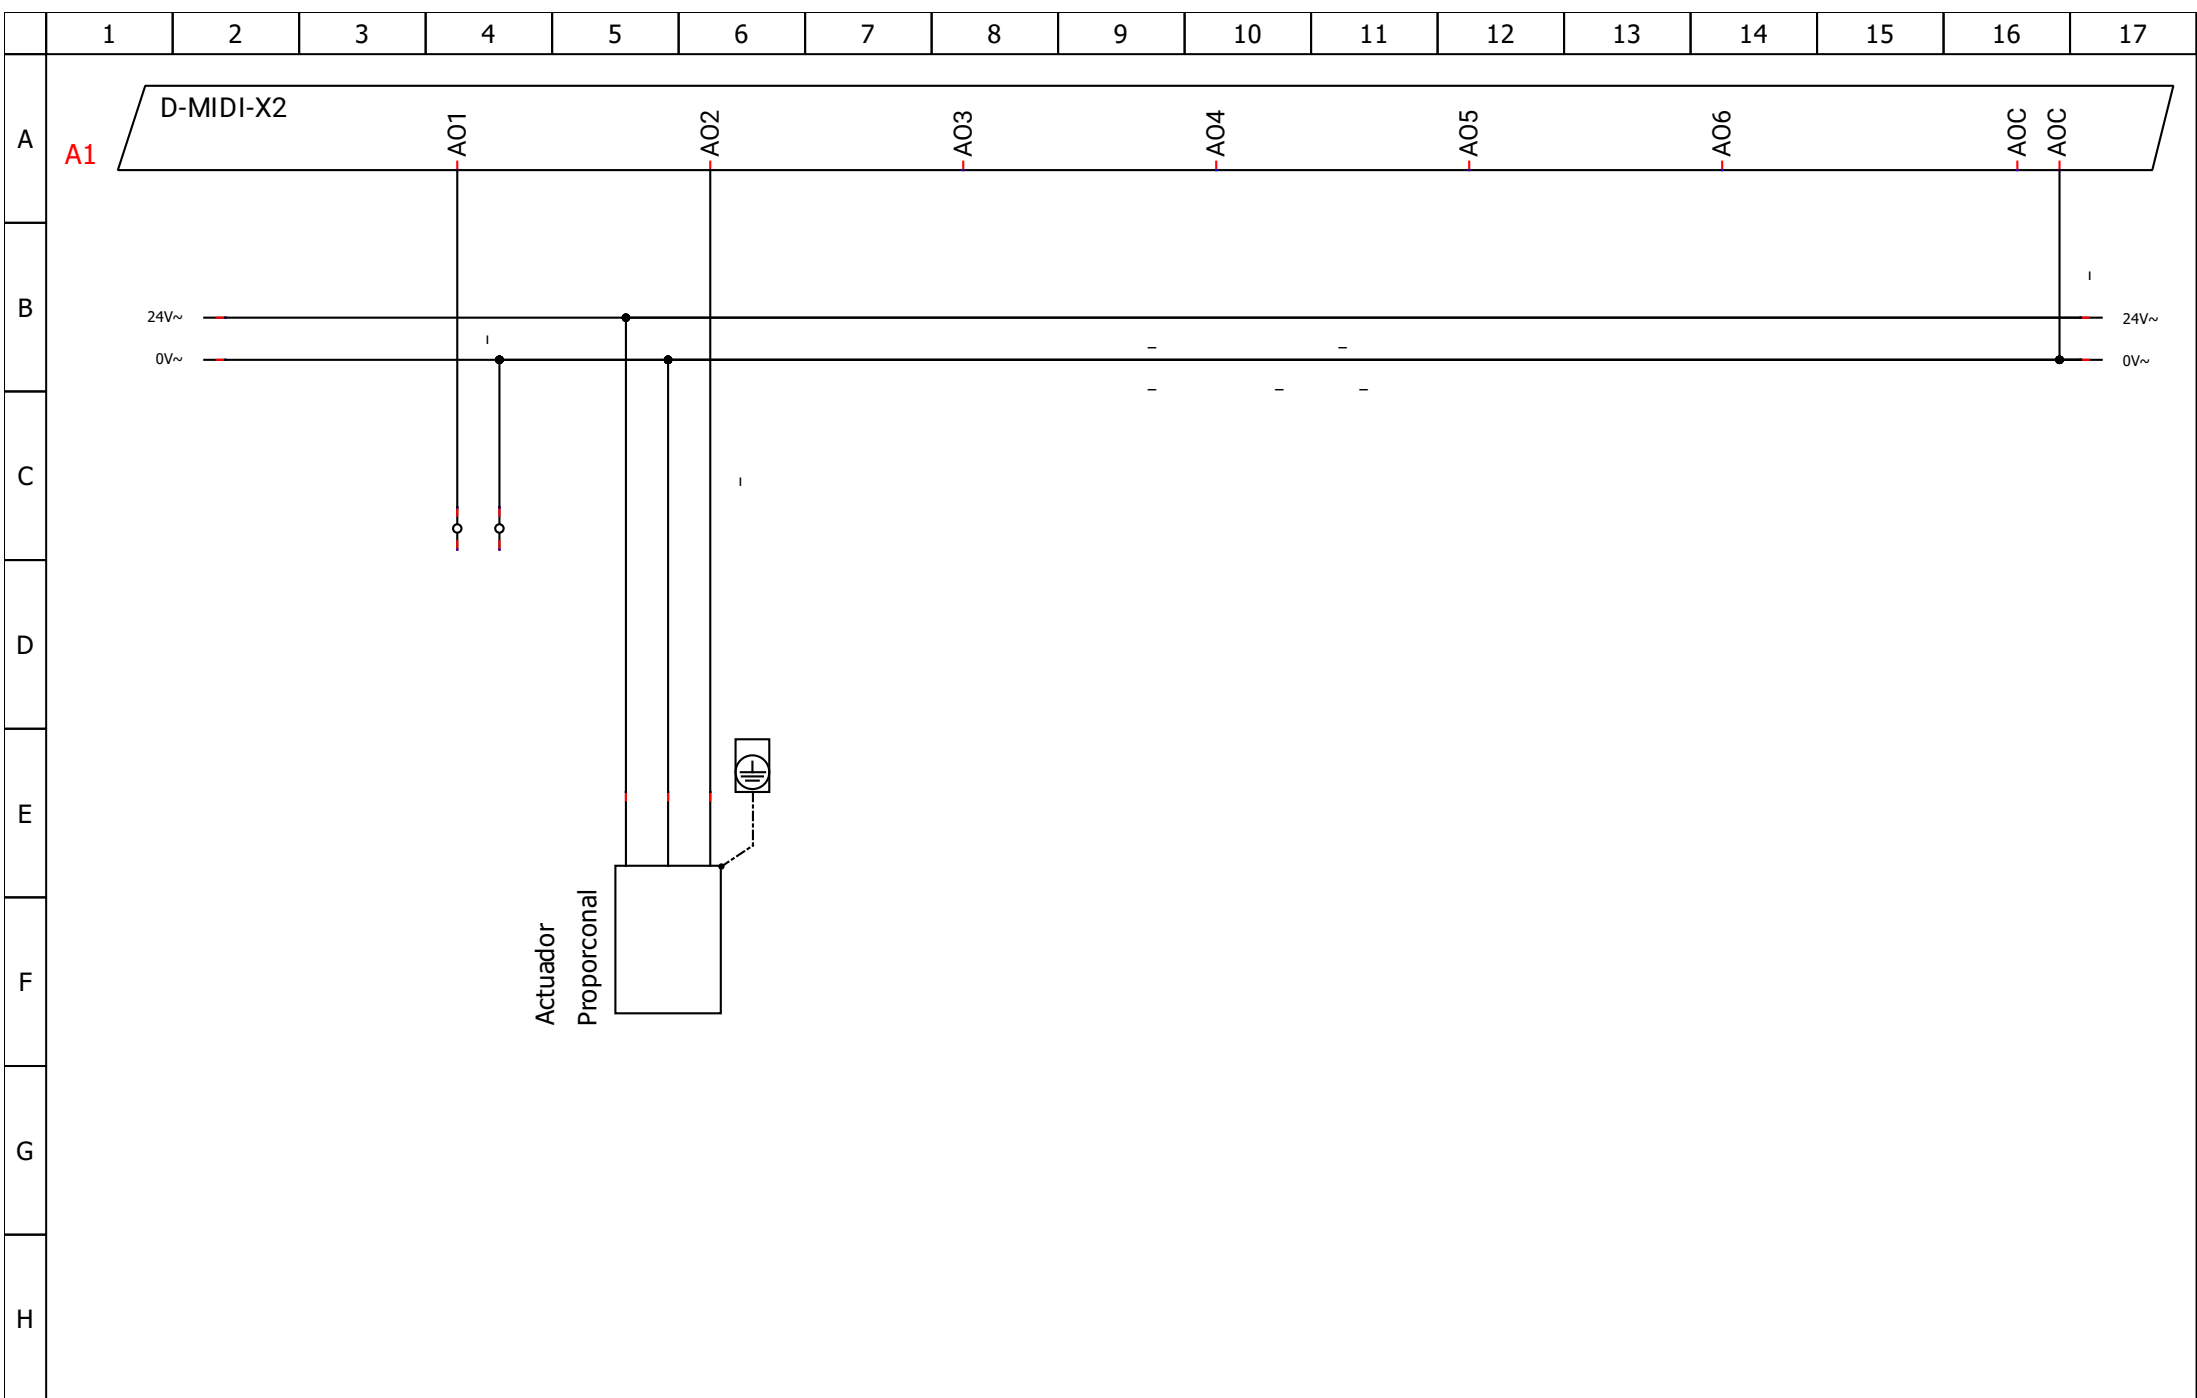 1 2 3 4 5 6 7 8 9 10 11 12 13 14 15 16 17
A
D-MIDI-X2
A1
AO1 AO2 AO3 AO4 AO5 AO6 AOC AOC
B
24V~ 24V~
0V~ 0V~
C
D
E
F
Actuador
Proporconal
G
H